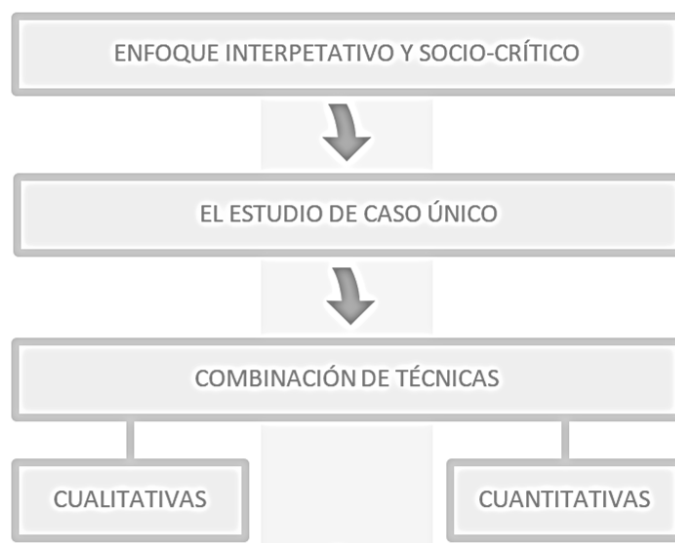 ENFOQUE INTERPETATIVO Y SOCIO-CRÍTICO
EL ESTUDIO DE CASO ÚNICO
COMBINACIÓN DE TÉCNICAS
CUALITATIVAS
CUANTITATIVAS